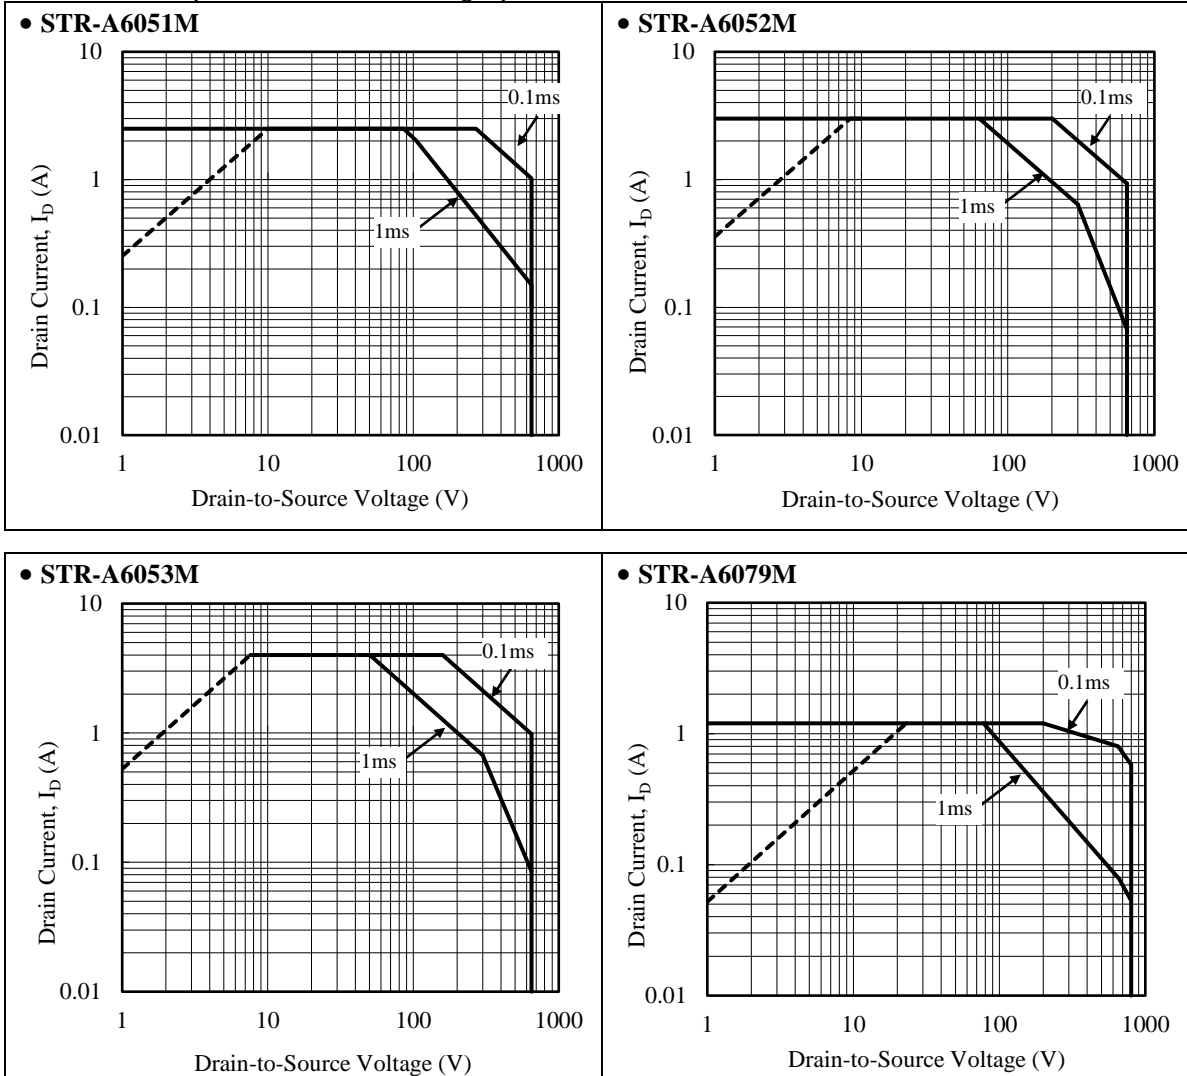 • STR-A6051M
10
1
0.1
0.01
Drain Current, I_D (A)
0.1ms
1ms
1 10 100 1000
Drain-to-Source Voltage (V)
• STR-A6052M
10
1
0.1
0.01
Drain Current, I_D (A)
0.1ms
1ms
1 10 100 1000
Drain-to-Source Voltage (V)
• STR-A6053M
10
1
0.1
0.01
Drain Current, I_D (A)
0.1ms
1ms
1 10 100 1000
Drain-to-Source Voltage (V)
• STR-A6079M
10
1
0.1
0.01
Drain Current, I_D (A)
0.1ms
1ms
1 10 100 1000
Drain-to-Source Voltage (V)